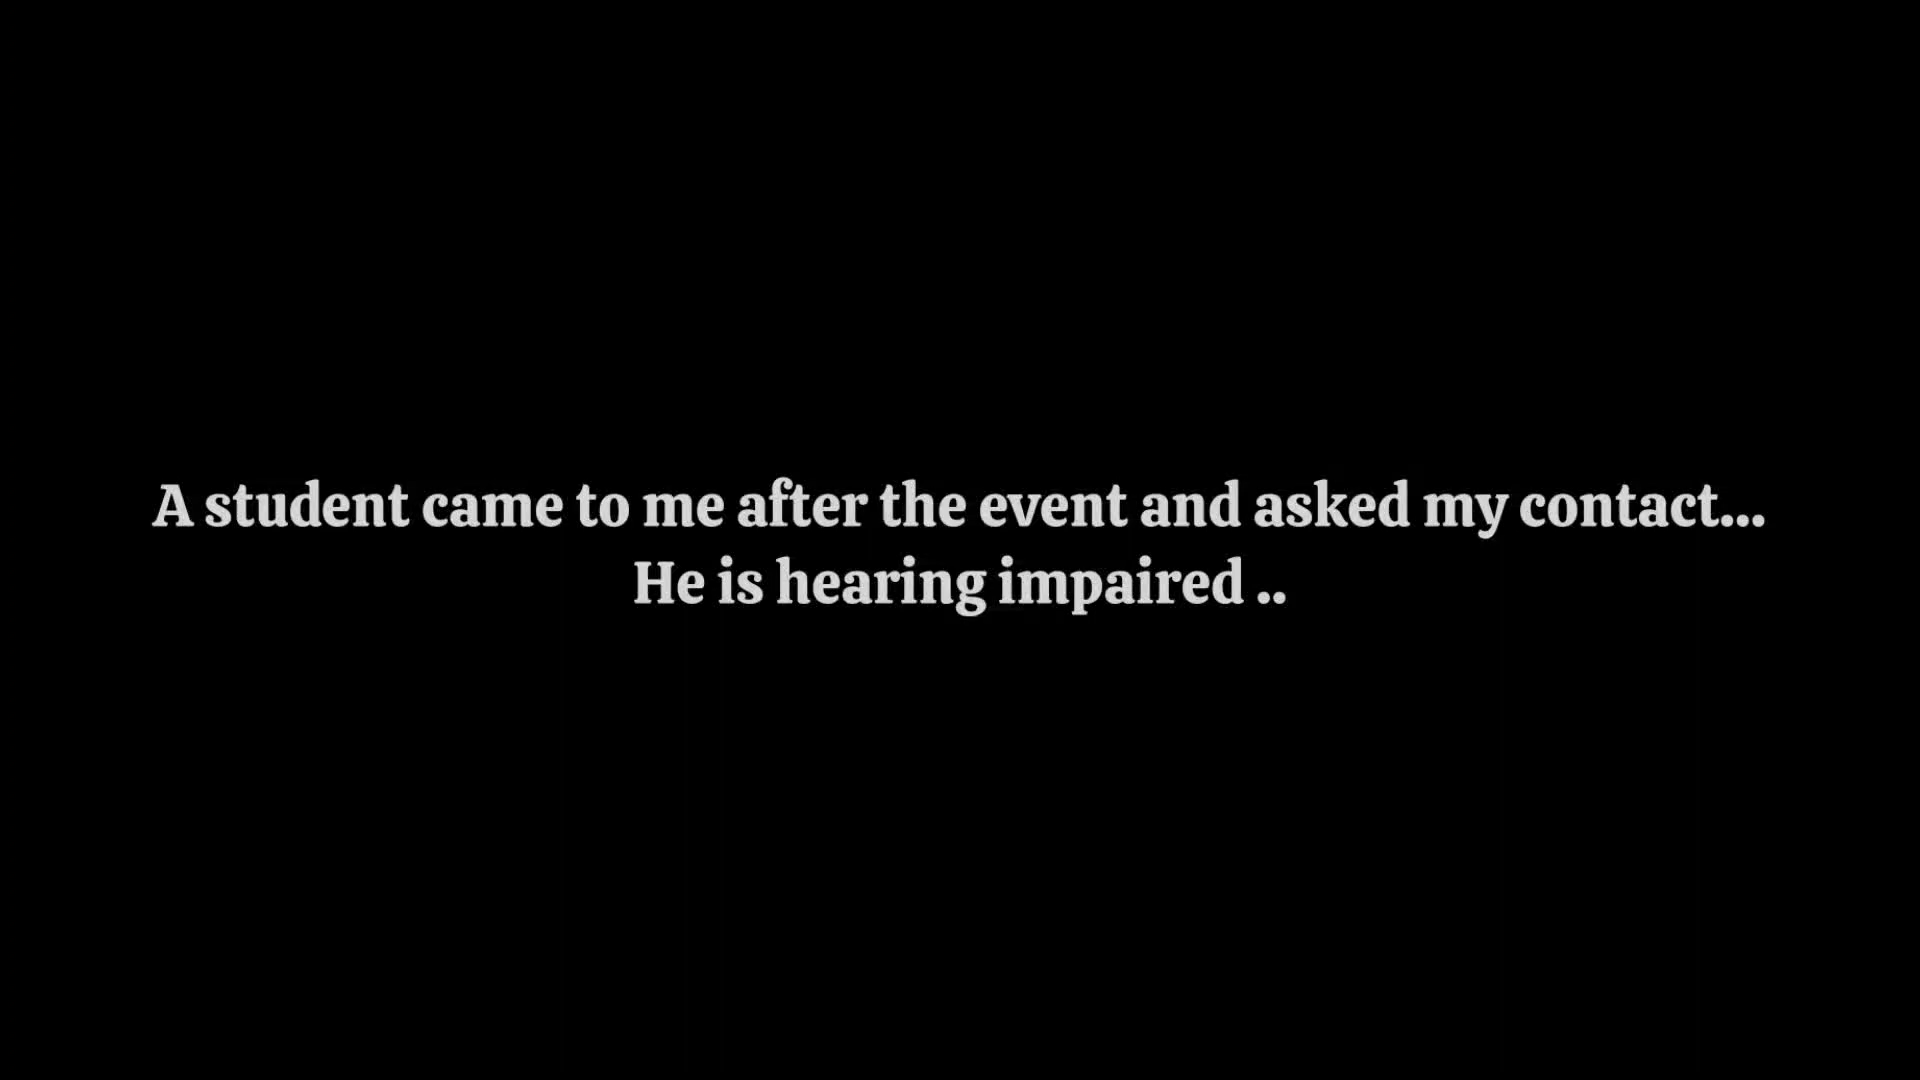 A student came to me after the event and asked my contact...
He is hearing impaired ..